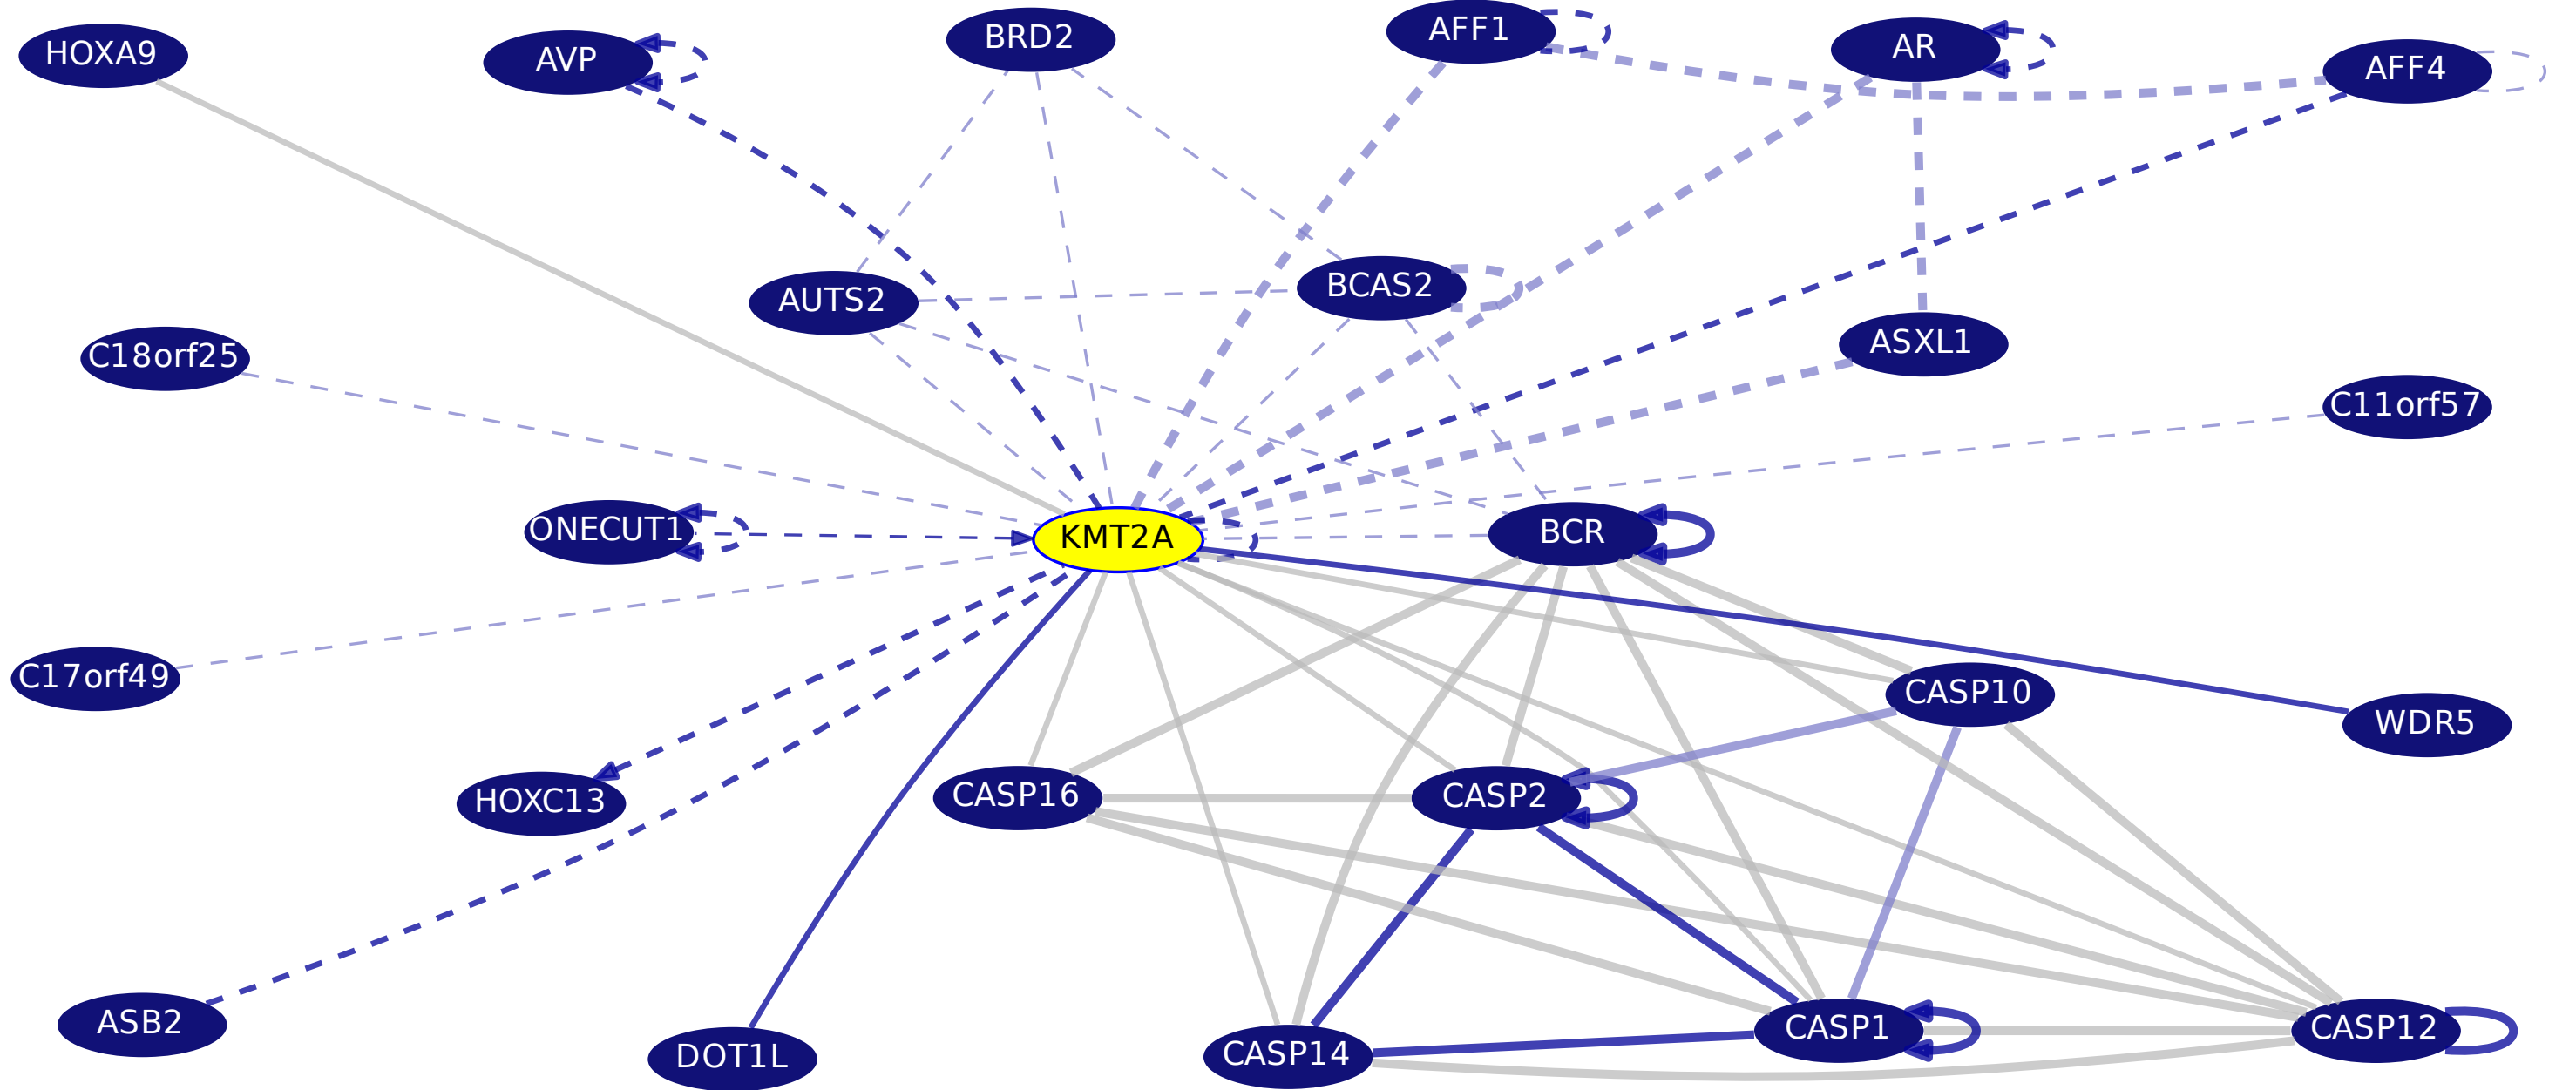 HOXA9
AVP
BRD2
AFF1
AR
AFF4
AUTS2
BCAS2
ASXL1
C18orf25
C11orf57
ONECUT1
KMT2A
BCR
C17orf49
CASP10
WDR5
HOXC13
CASP16
CASP2
ASB2
DOT1L
CASP14
CASP1
CASP12